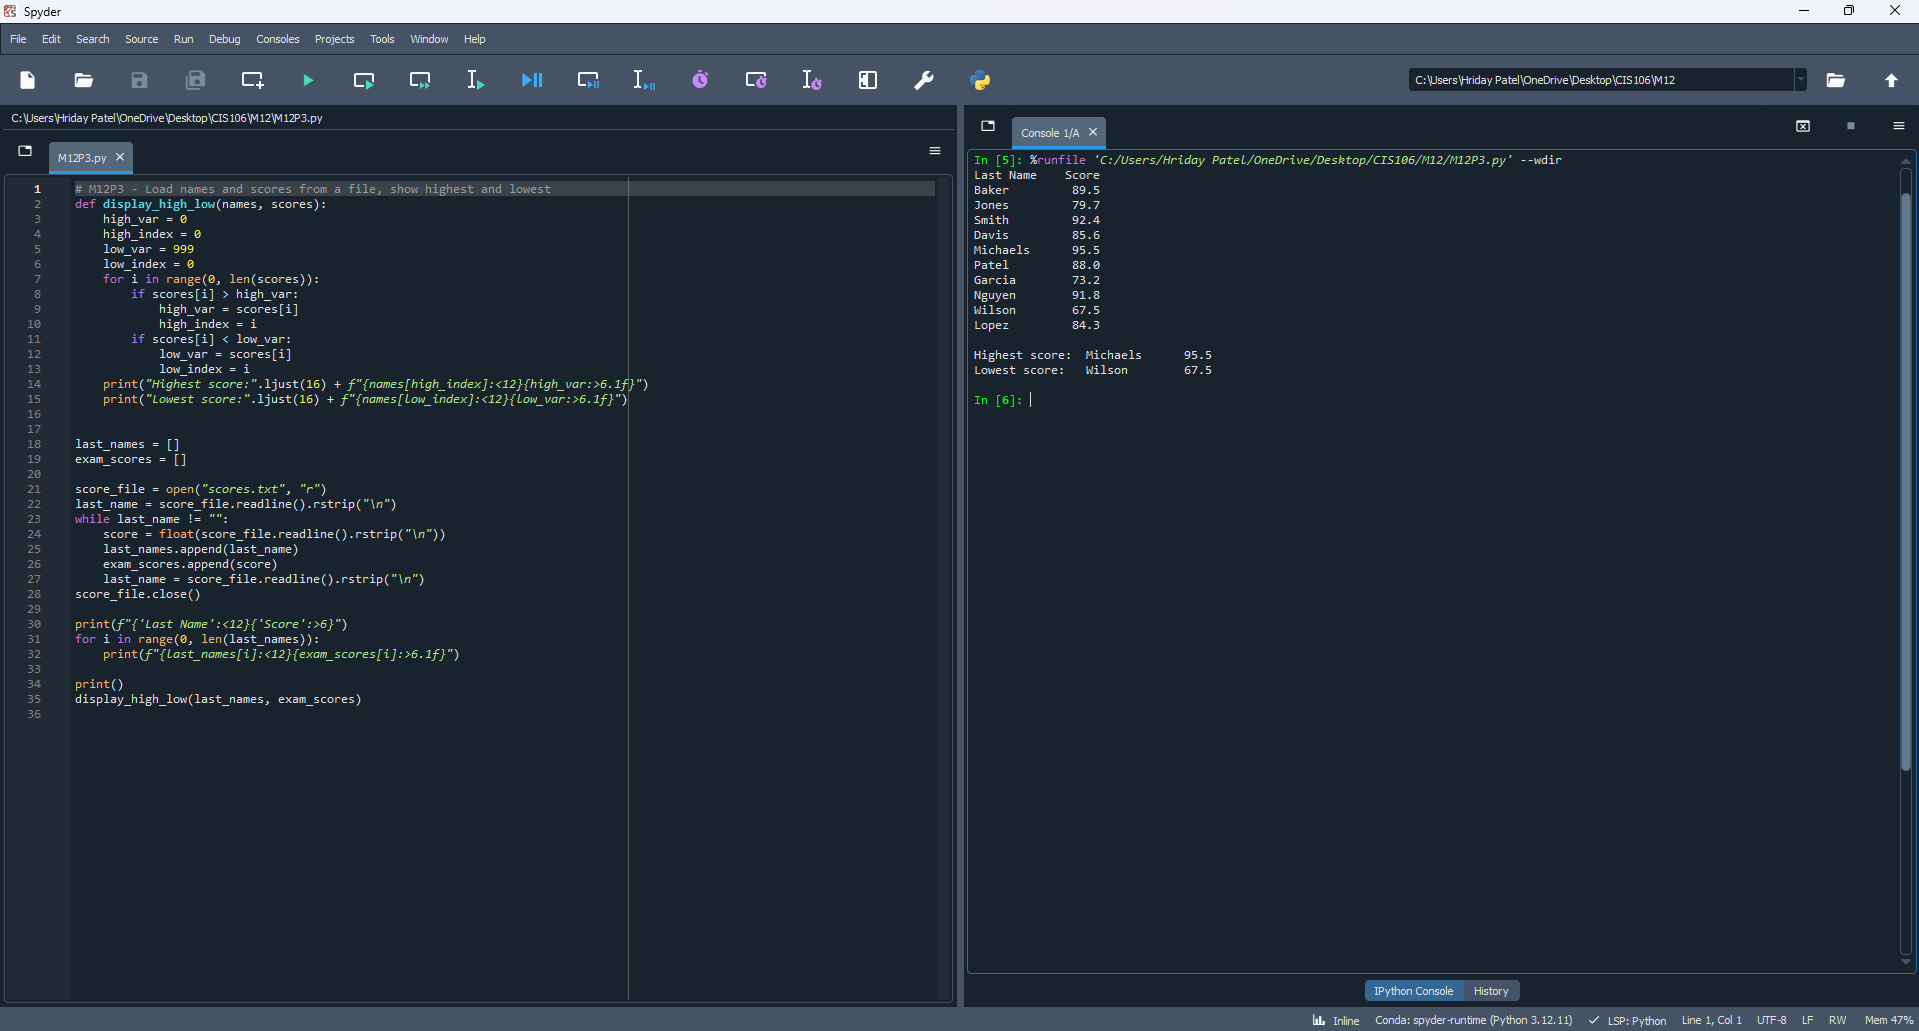 Spyder
File Edit Search Source Run Debug Consoles Projects Tools Window Help
C:\Users\Hriday Patel\OneDrive\Desktop\CIS106\M12
C:\Users\Hriday Patel\OneDrive\Desktop\CIS106\M12\M12P3.py
M12P3.py
1 # M12P3 - Load names and scores from a file, show highest and lowest
2 def display_high_low(names, scores):
3     high_var = 0
4     high_index = 0
5     low_var = 999
6     low_index = 0
7     for i in range(0, len(scores)):
8         if scores[i] > high_var:
9             high_var = scores[i]
10             high_index = i
11         if scores[i] < low_var:
12             low_var = scores[i]
13             low_index = i
14     print("Highest score:".ljust(16) + f"{names[high_index]:<12}{high_var:>6.1f}")
15     print("Lowest score:".ljust(16) + f"{names[low_index]:<12}{low_var:>6.1f}")
16
17
18 last_names = []
19 exam_scores = []
20
21 score_file = open("scores.txt", "r")
22 last_name = score_file.readline().rstrip("\n")
23 while last_name != "":
24     score = float(score_file.readline().rstrip("\n"))
25     last_names.append(last_name)
26     exam_scores.append(score)
27     last_name = score_file.readline().rstrip("\n")
28 score_file.close()
29
30 print(f"{'Last Name':<12}{'Score':>6}")
31 for i in range(0, len(last_names)):
32     print(f"{last_names[i]:<12}{exam_scores[i]:>6.1f}")
33
34 print()
35 display_high_low(last_names, exam_scores)
36
Console 1/A
In [5]: %runfile 'C:/Users/Hriday Patel/OneDrive/Desktop/CIS106/M12/M12P3.py' --wdir
Last Name    Score
Baker         89.5
Jones         79.7
Smith         92.4
Davis         85.6
Michaels      95.5
Patel         88.0
Garcia        73.2
Nguyen        91.8
Wilson        67.5
Lopez         84.3
Highest score:  Michaels      95.5
Lowest score:   Wilson        67.5
In [6]:
IPython Console History
Inline Conda: spyder-runtime (Python 3.12.11) LSP: Python Line 1, Col 1 UTF-8 LF RW Mem 47%